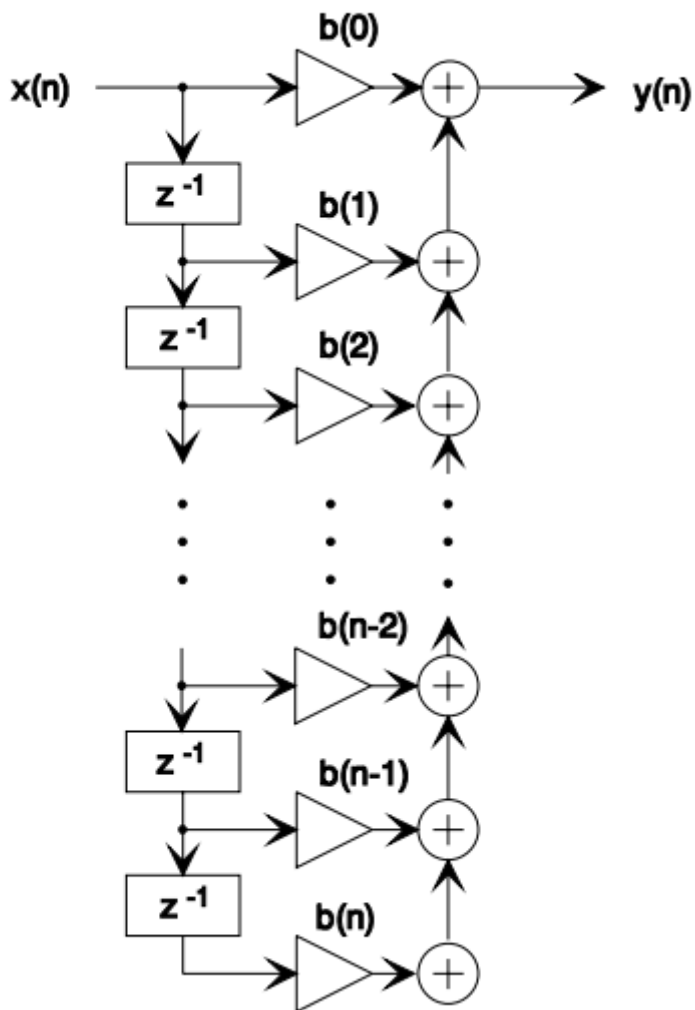 b(0)
x(n)
y(n)
z -1
b(1)
z -1
b(2)
b(n-2)
z -1
b(n-1)
z -1
b(n)